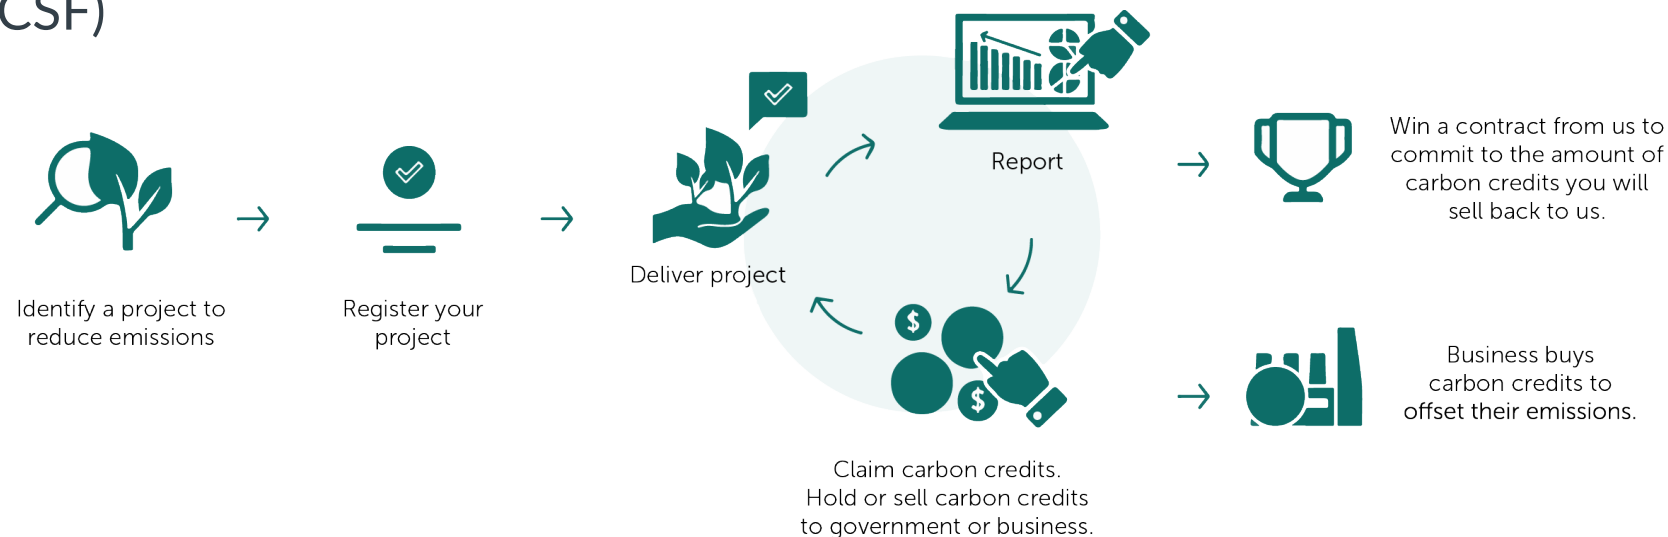 CSF)
Identify a project to
reduce emissions
Register your
project
Deliver project
Report
$
$
Claim carbon credits.
Hold or sell carbon credits
to government or business.
Win a contract from us to
commit to the amount of
carbon credits you will
sell back to us.
Business buys
carbon credits to
offset their emissions.